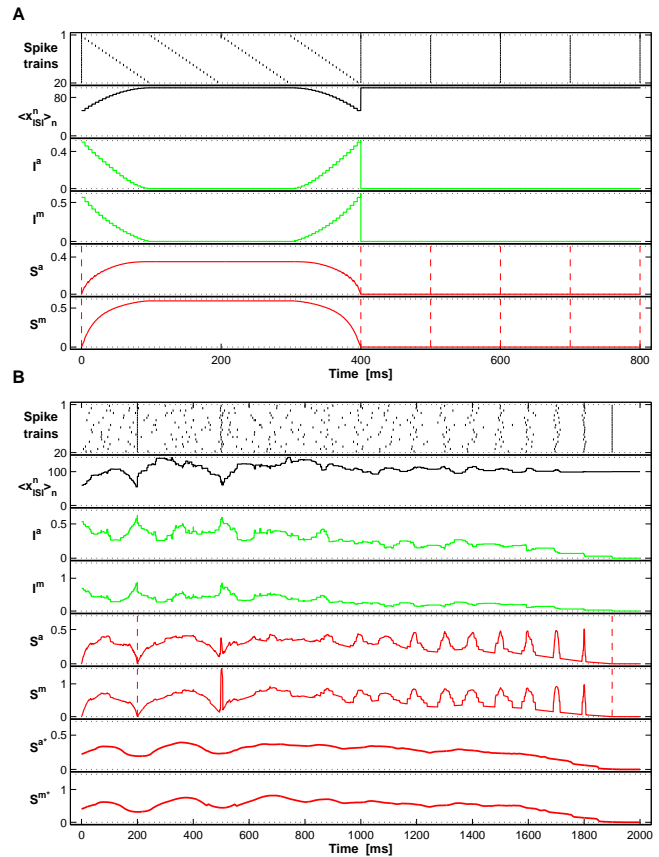 A
Spike trains
1
20
<x^n_ISI>_n
80
0
I^a
0.4
0
I^m
0.5
0
S^a
0.4
0
S^m
0.5
0
0 200 400 600 800
Time [ms]
B
Spike trains
1
20
<x^n_ISI>_n
100
0
I^a
0.5
0
I^m
1
0
S^a
0.5
0
S^m
1
0
S^a*
0.5
0
S^m*
1
0
0 200 400 600 800 1000 1200 1400 1600 1800 2000
Time [ms]